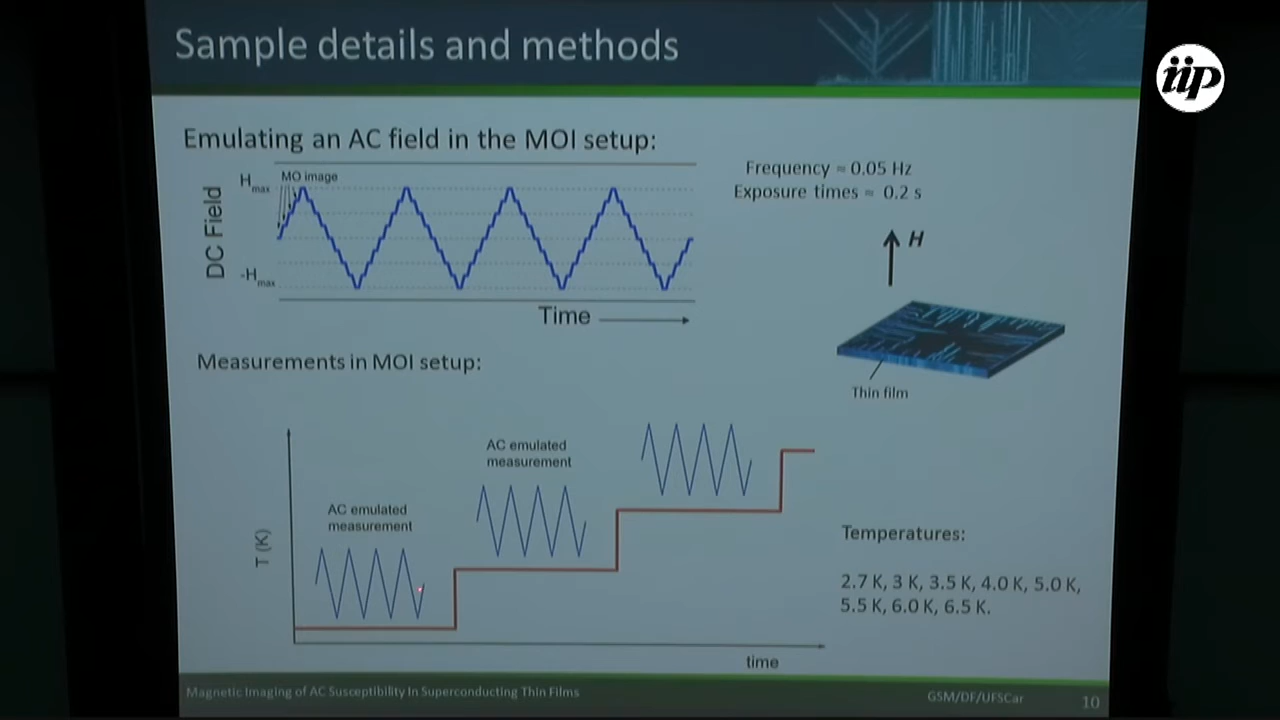 Sample details and methods
iip
Emulating an AC field in the MOI setup:
Frequency ≈ 0.05 Hz
Exposure times ≈ 0.2 s
Hmax
MO image
DC Field
-Hmax
Time
H
Thin film
Measurements in MOI setup:
AC emulated
measurement
AC emulated
measurement
T (K)
time
Temperatures:
2.7 K, 3 K, 3.5 K, 4.0 K, 5.0 K,
5.5 K, 6.0 K, 6.5 K.
Magnetic Imaging of AC Susceptibility In Superconducting Thin Films
GSM/DF/UFSCar
10